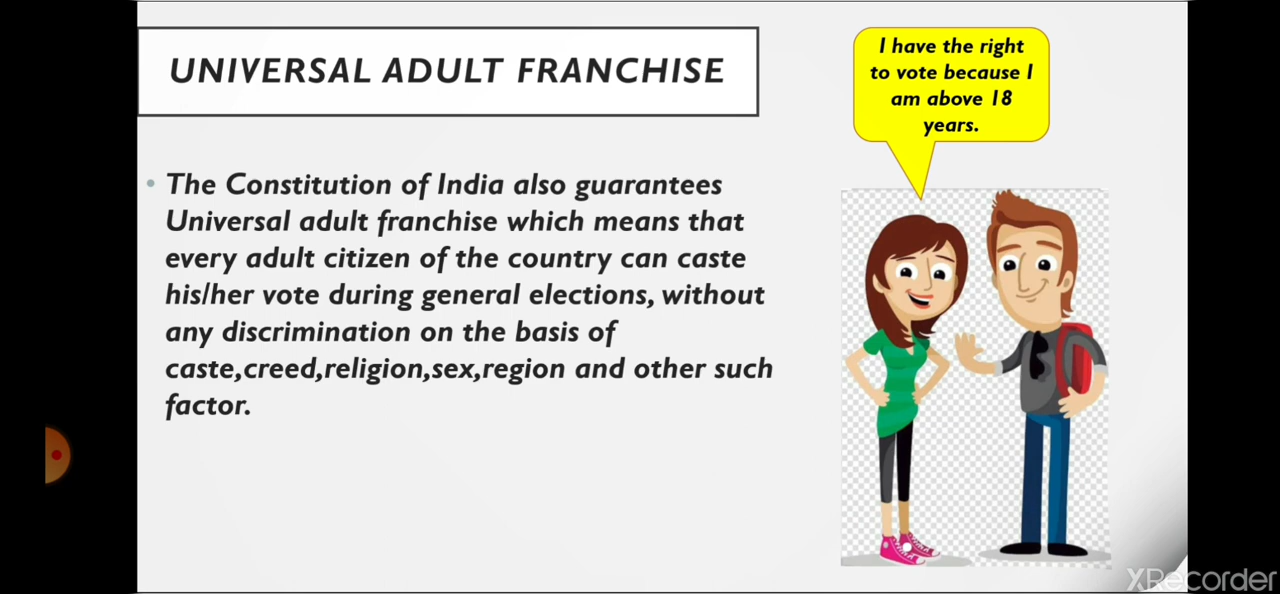 UNIVERSAL ADULT FRANCHISE
I have the right
to vote because I
am above 18
years.
• The Constitution of India also guarantees
Universal adult franchise which means that
every adult citizen of the country can caste
his/her vote during general elections, without
any discrimination on the basis of
caste,creed,religion,sex,region and other such
factor.
XRecorder